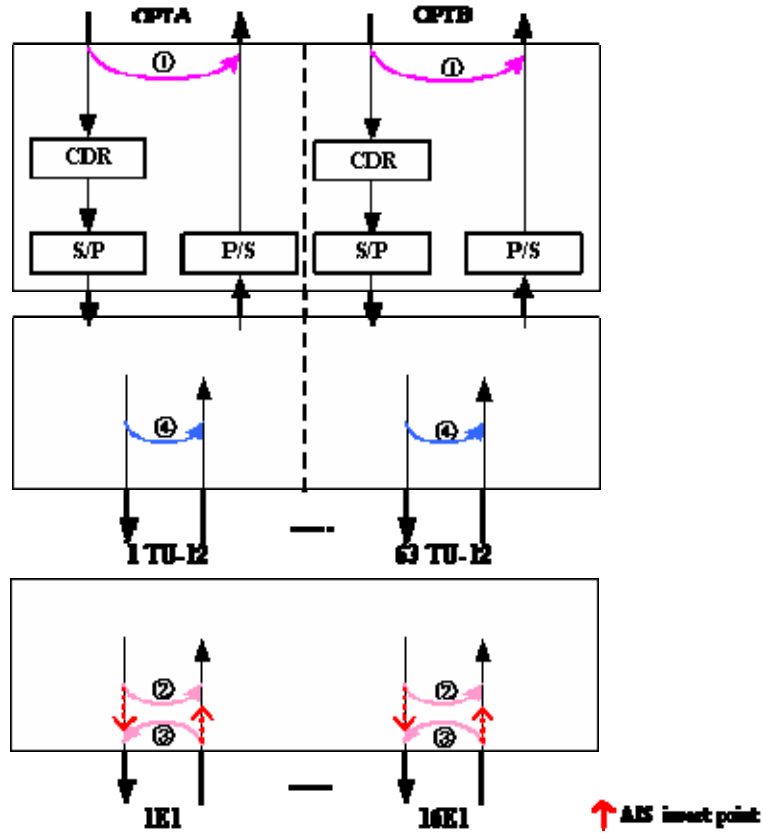 OPTA OPTB
① ①
CDR CDR
S/P P/S S/P P/S
④ ④
1 TU-12 63 TU-12
② ②
③ ③
1E1 16E1
AIS insert point